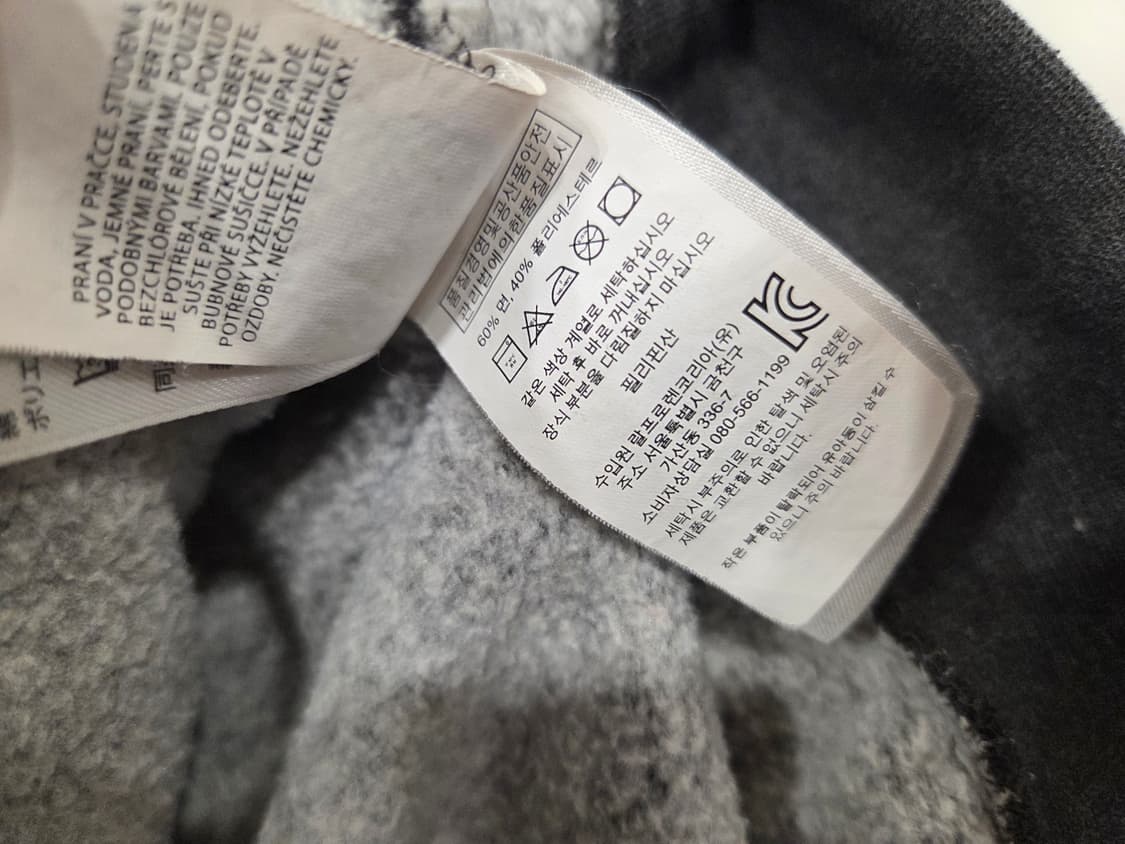 PRANÍ V PRAČCE, STUDENÁ
VODA, JEMNÉ PRANÍ, PERTE S
PODOBNÝMI BARVAMI, POUZE
BEZCHLÓROVÉ BĚLENÍ, POKUD
JE POTŘEBA, IHNED ODEBERTE.
SUŠTE PŘI NÍZKÉ TEPLOTĚ V
BUBNOVÉ SUŠIČCE. V PŘÍPADĚ
POTŘEBY VYŽEHLETE. NEŽEHLETE
OZDOBY. NEČISTĚTE CHEMICKY.
ポリエ
同
품질경영및공산품안전
관리법에의한품질표시
60% 면, 40% 폴리에스테르
같은 색상 계열로 세탁하십시오
세탁 후 바로 꺼내십시오
장식 부분을 다림질하지 마십시오
필리핀산
수입원 랄프로렌코리아(유)
주소 서울특별시 금천구
가산동 336-7
소비자상담실 080-566-1199
세탁시 부주의로 인한 탈색 및 오염된
제품은 교환할 수 없으니 세탁시 주의
바랍니다.
작은 부품이 탈락되어 유아동이 삼킬 수
있으니 주의 바랍니다.